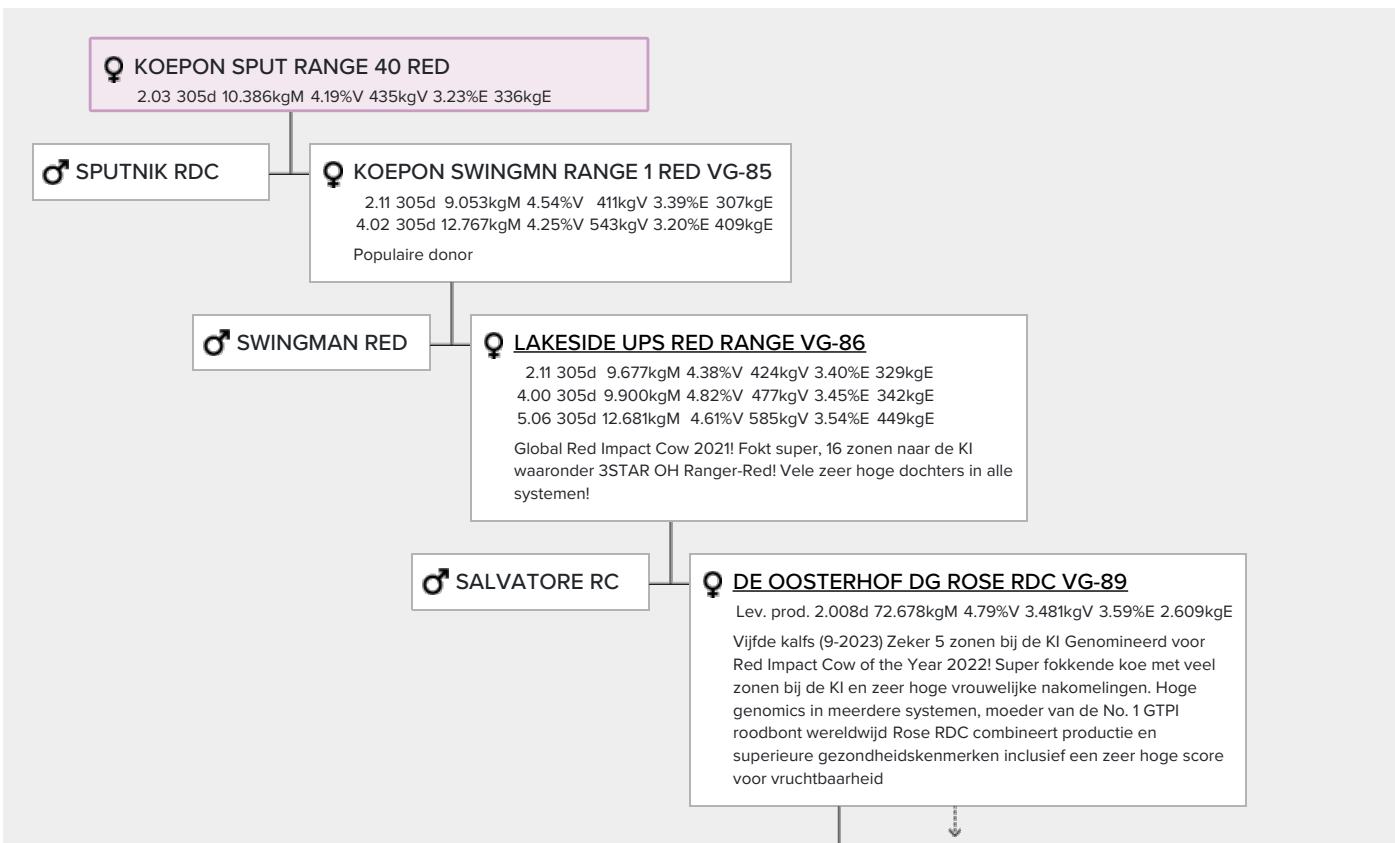 KOEPON SPUT RANGE 40 RED
2.03 305d 10.386kgM 4.19%V 435kgV 3.23%E 336kgE
SPUTNIK RDC
KOEPON SWINGMN RANGE 1 RED VG-85
2.11 305d 9.053kgM 4.54%V 411kgV 3.39%E 307kgE
4.02 305d 12.767kgM 4.25%V 543kgV 3.20%E 409kgE
Populaire donor
SWINGMAN RED
LAKESIDE UPS RED RANGE VG-86
2.11 305d 9.677kgM 4.38%V 424kgV 3.40%E 329kgE
4.00 305d 9.900kgM 4.82%V 477kgV 3.45%E 342kgE
5.06 305d 12.681kgM 4.61%V 585kgV 3.54%E 449kgE
Global Red Impact Cow 2021! Fokt super, 16 zonen naar de KI
waaronder 3STAR OH Ranger-Red! Vele zeer hoge dochters in alle
systemen!
SALVATORE RC
DE OOSTERHOF DG ROSE RDC VG-89
Lev. prod. 2.008d 72.678kgM 4.79%V 3.481kgV 3.59%E 2.609kgE
Vijfde kalfs (9-2023) Zeker 5 zonen bij de KI Genomineerd voor
Red Impact Cow of the Year 2022! Super fokkende koe met veel
zonen bij de KI en zeer hoge vrouwelijke nakomelingen. Hoge
genomics in meerdere systemen, moeder van de No. 1 GTPI
roodbont wereldwijd Rose RDC combineert productie en
superieure gezondheidskenmerken inclusief een zeer hoge score
voor vruchtbaarheid